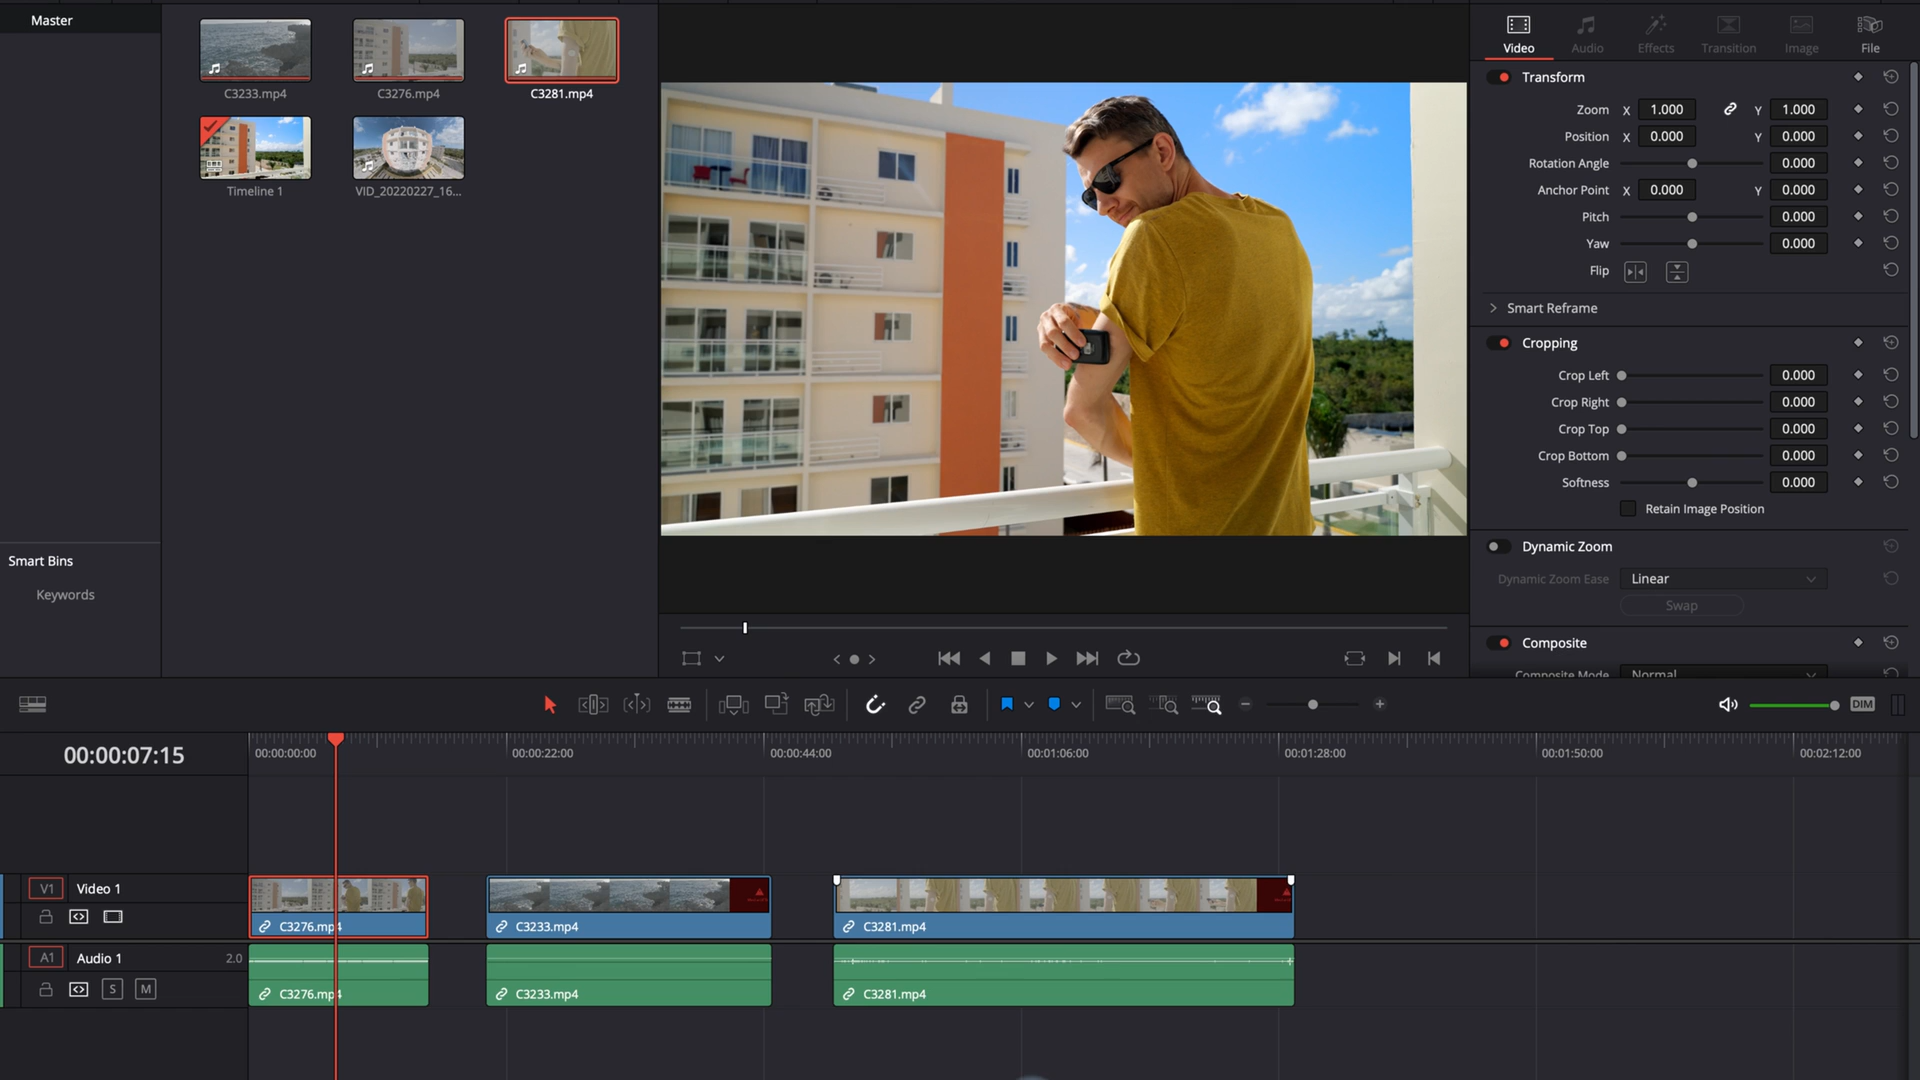 Master
C3233.mp4
C3276.mp4
C3281.mp4
Timeline 1
VID_20220227_16...
Smart Bins
Keywords
Video
Audio
Effects
Transition
Image
File
Transform
Zoom X 1.000 Y 1.000
Position X 0.000 Y 0.000
Rotation Angle 0.000
Anchor Point X 0.000 Y 0.000
Pitch 0.000
Yaw 0.000
Flip
Smart Reframe
Cropping
Crop Left 0.000
Crop Right 0.000
Crop Top 0.000
Crop Bottom 0.000
Softness 0.000
Retain Image Position
Dynamic Zoom
Dynamic Zoom Ease Linear
Swap
Composite
Composite Mode Normal
DIM
00:00:07:15
00:00:00:00
00:00:22:00
00:00:44:00
00:01:06:00
00:01:28:00
00:01:50:00
00:02:12:00
V1 Video 1
C3276.mp4
C3233.mp4
C3281.mp4
A1 Audio 1 2.0
S M
C3276.mp4
C3233.mp4
C3281.mp4